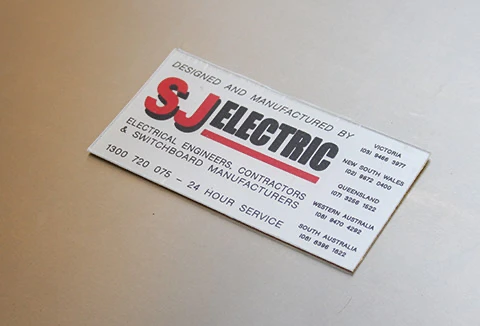 DESIGNED AND MANUFACTURED BY
SJ ELECTRIC
ELECTRICAL ENGINEERS, CONTRACTORS
& SWITCHBOARD MANUFACTURERS
1300 720 075 – 24 HOUR SERVICE
VICTORIA
(03) 9466 3977
NEW SOUTH WALES
(02) 9672 0400
QUEENSLAND
(07) 3256 1522
WESTERN AUSTRALIA
(08) 9470 4292
SOUTH AUSTRALIA
(08) 8396 1622